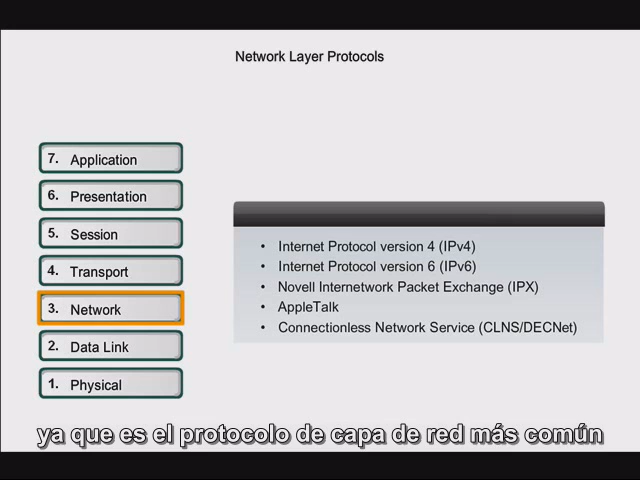 Network Layer Protocols
7. Application
6. Presentation
5. Session
4. Transport
3. Network
2. Data Link
1. Physical
• Internet Protocol version 4 (IPv4)
• Internet Protocol version 6 (IPv6)
• Novell Internetwork Packet Exchange (IPX)
• AppleTalk
• Connectionless Network Service (CLNS/DECNet)
ya que es el protocolo de capa de red más común